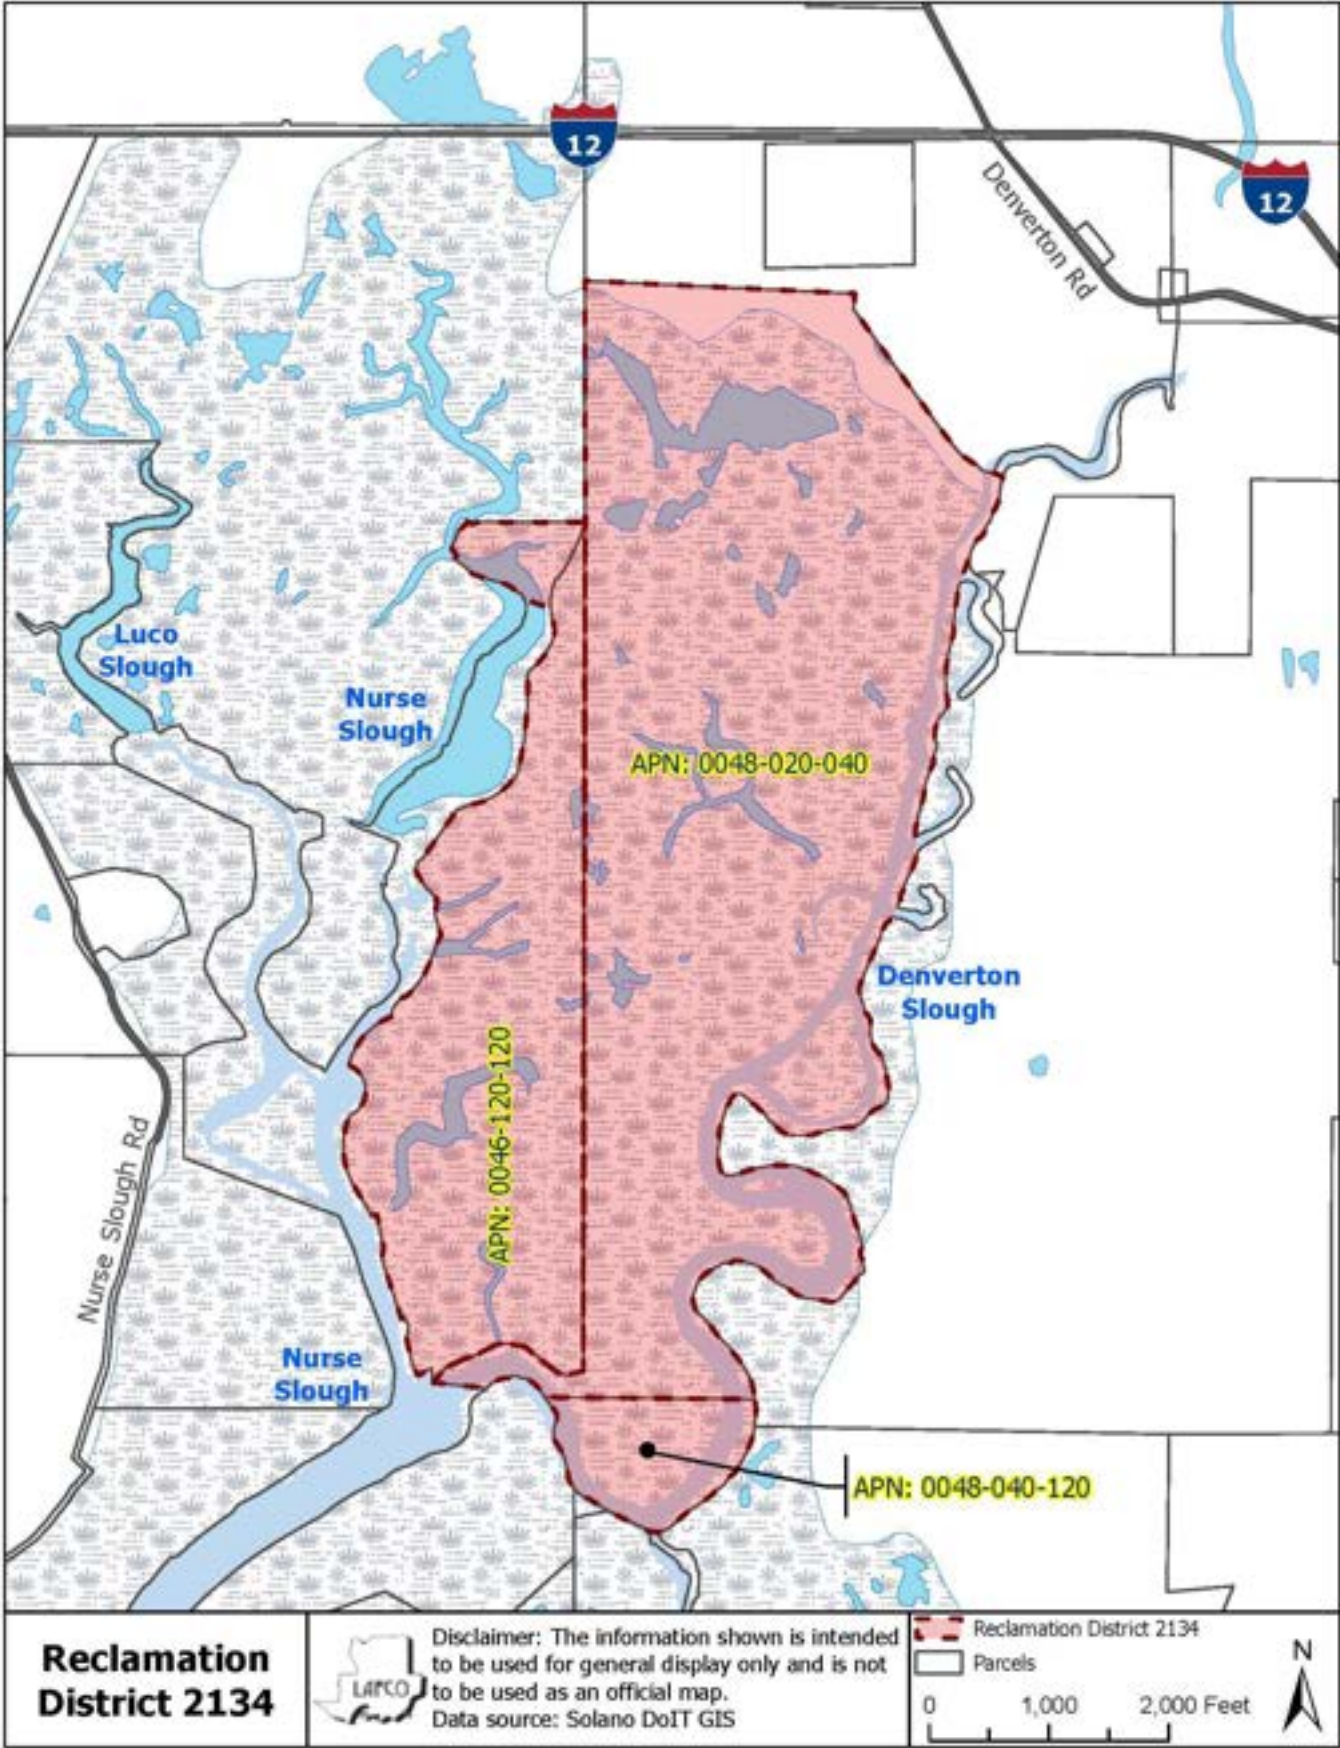 12
12
Denverton Rd
Luco
Slough
Nurse
Slough
APN: 0048-020-040
Denverton
Slough
APN: 0046-120-120
Nurse Slough Rd
Nurse
Slough
APN: 0048-040-120
Reclamation
District 2134
LAFCO
Disclaimer: The information shown is intended
to be used for general display only and is not
to be used as an official map.
Data source: Solano DoIT GIS
Reclamation District 2134
Parcels
0 1,000 2,000 Feet
N